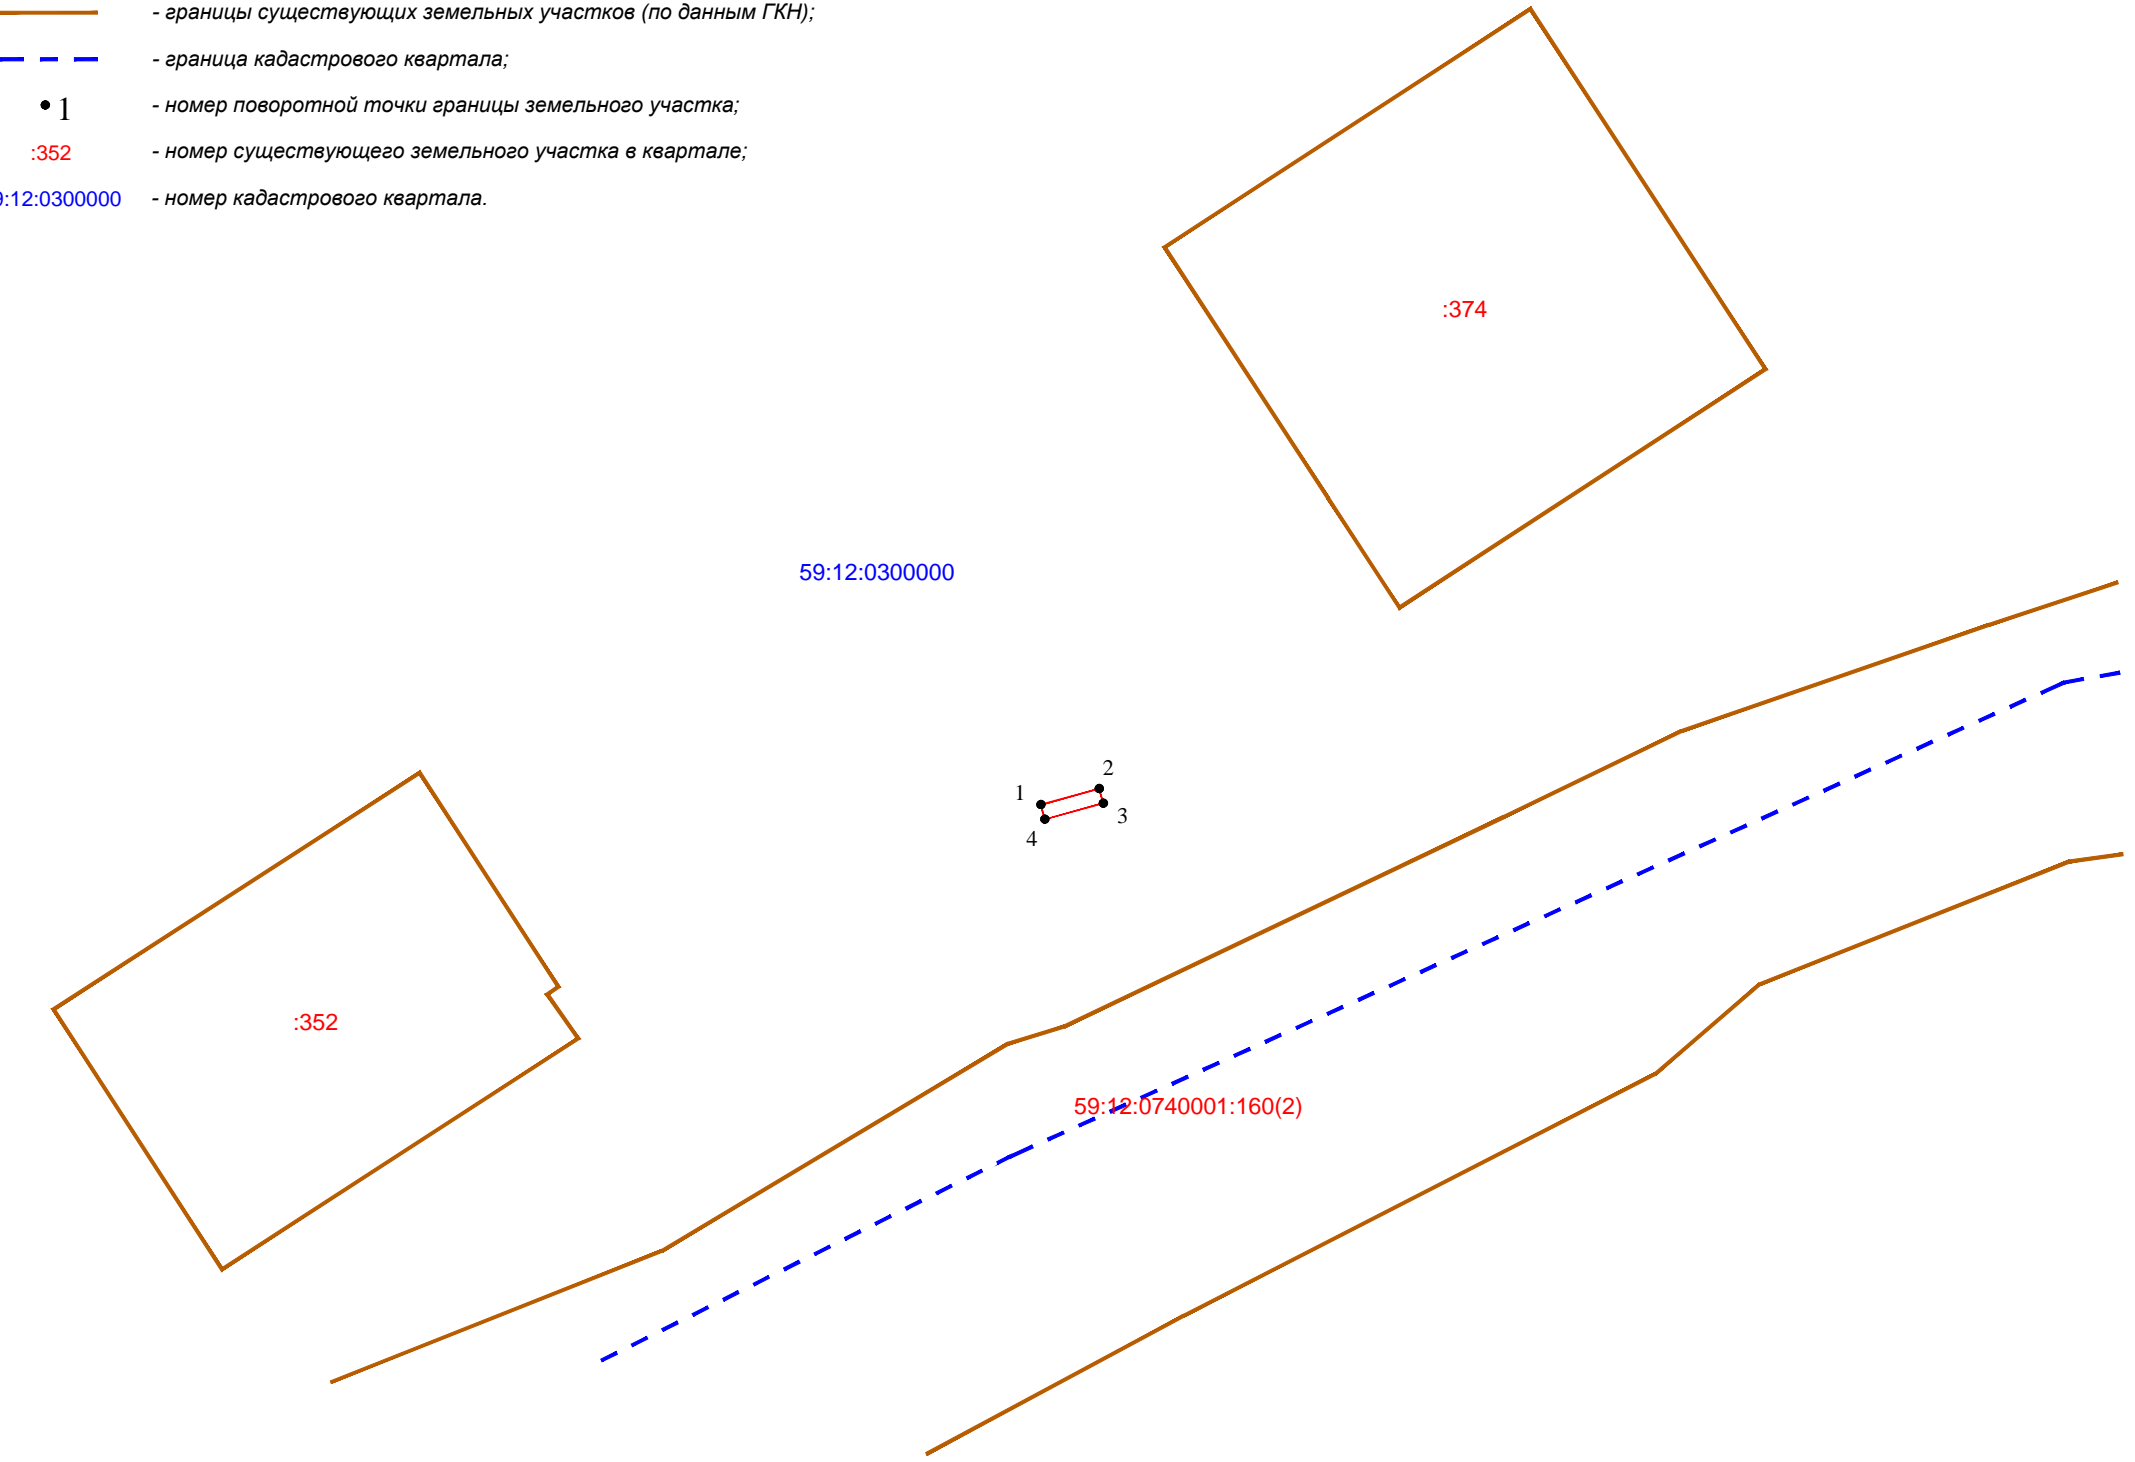 - границы существующих земельных участков (по данным ГКН);
- граница кадастрового квартала;
1 - номер поворотной точки границы земельного участка;
:352 - номер существующего земельного участка в квартале;
9:12:0300000 - номер кадастрового квартала.
:374
59:12:0300000
2
1
3
4
:352
59:12:0740001:160(2)